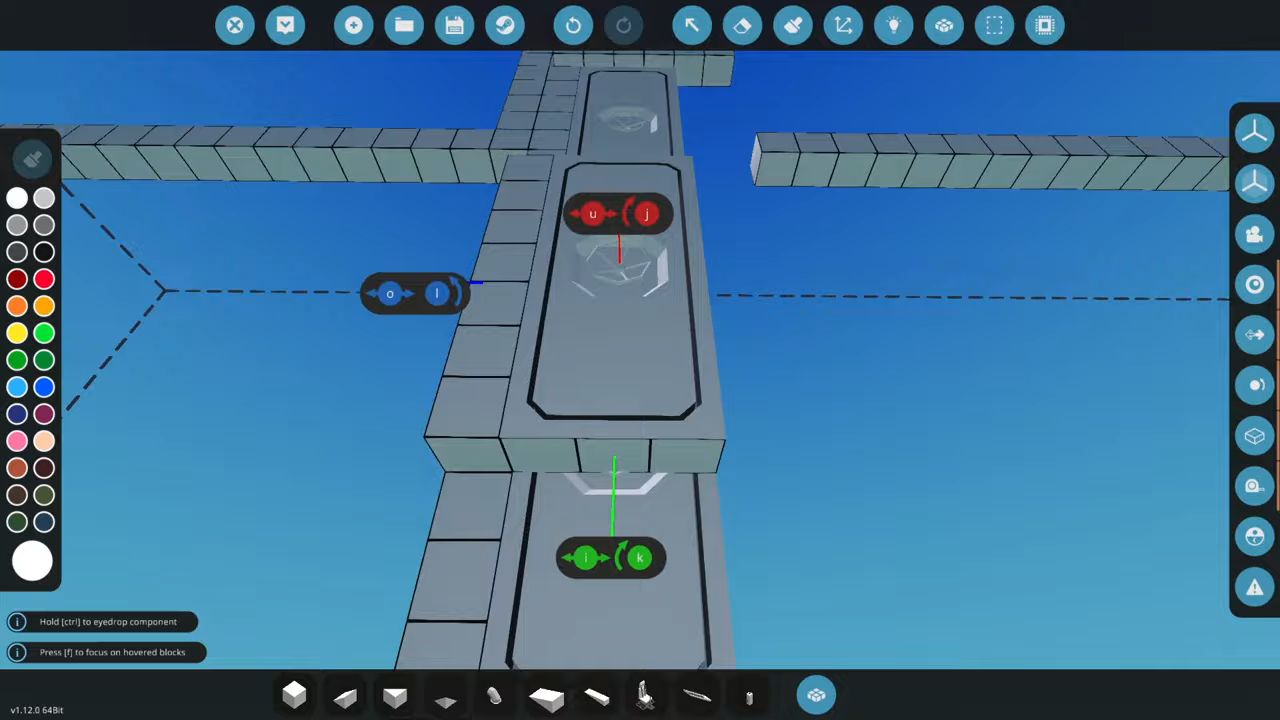 u j
o l
i k
Hold [ctrl] to eyedrop component
Press [f] to focus on hovered blocks
v1.12.0 64Bit